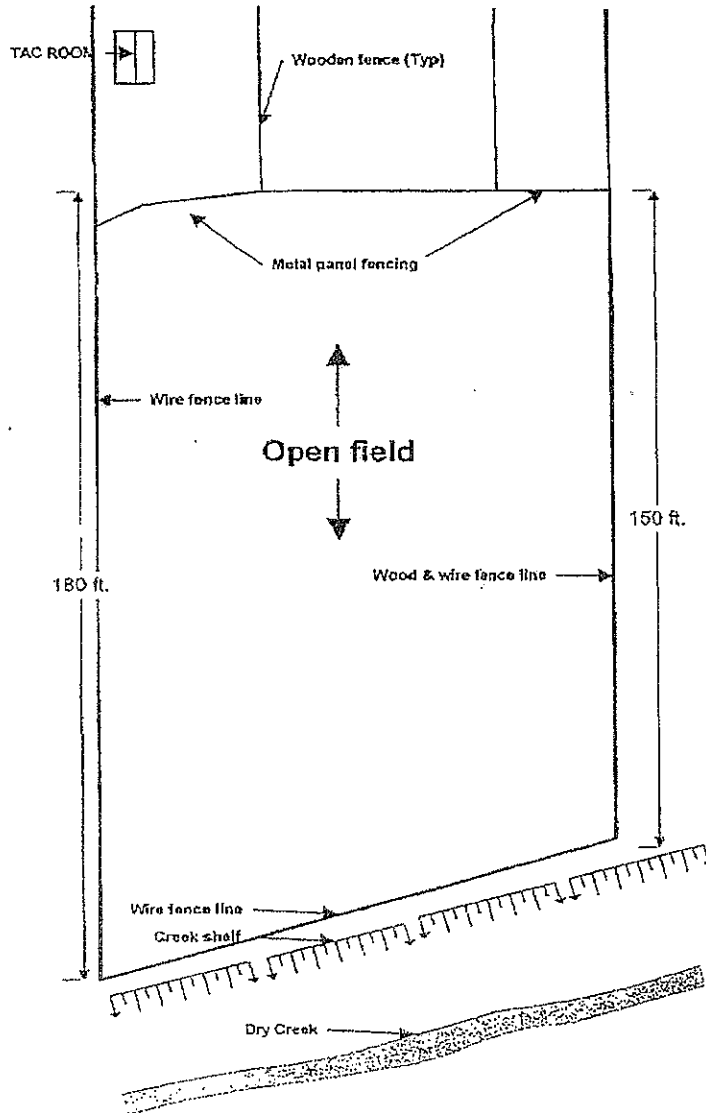 TAC ROOM
Wooden fence (Typ)
Metal panel fencing
Wire fence line
Open field
150 ft.
Wood & wire fence line
180 ft.
Wire fence line
Creek shelf
Dry Creek